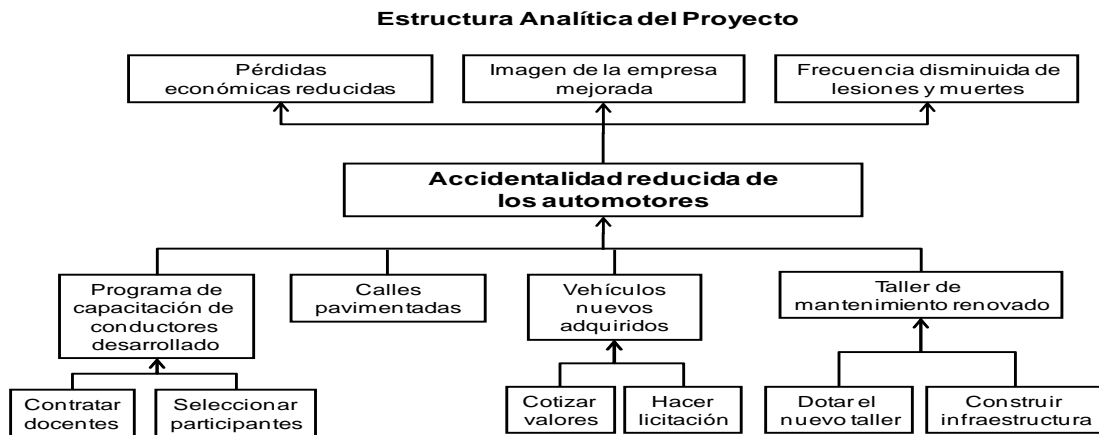 Estructura Analítica del Proyecto
Pérdidas
económicas reducidas
Imagen de la empresa
mejorada
Frecuencia disminuida de
lesiones y muertes
Accidentalidad reducida de
los automotores
Programa de
capacitación de
conductores
desarrollado
Calles
pavimentadas
Vehículos
nuevos
adquiridos
Taller de
mantenimiento renovado
Contratar
docentes
Seleccionar
participantes
Cotizar
valores
Hacer
licitación
Dotar el
nuevo taller
Construir
infraestructura